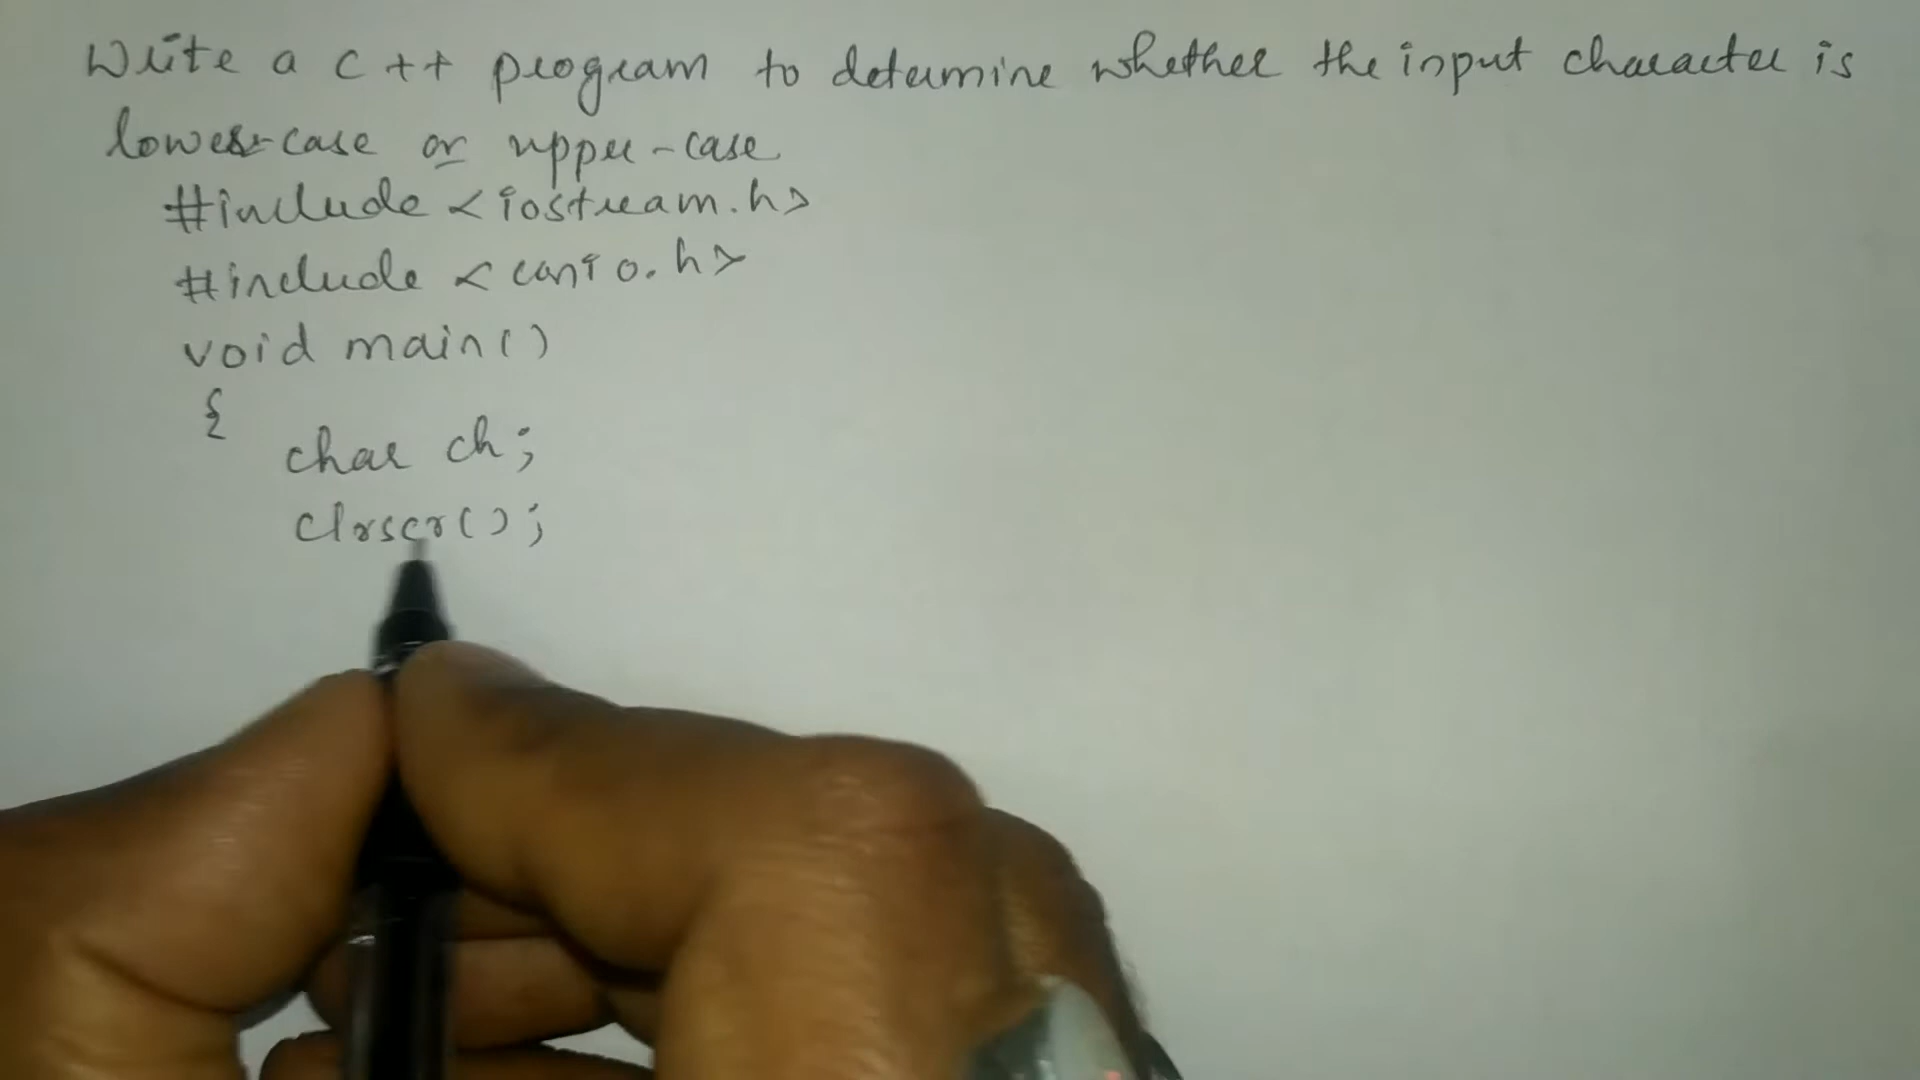 Write a C++ program to determine whether the input character is
lower-case or upper-case
#include <iostream.h>
#include <conio.h>
void main()
{
char ch;
clrscr();